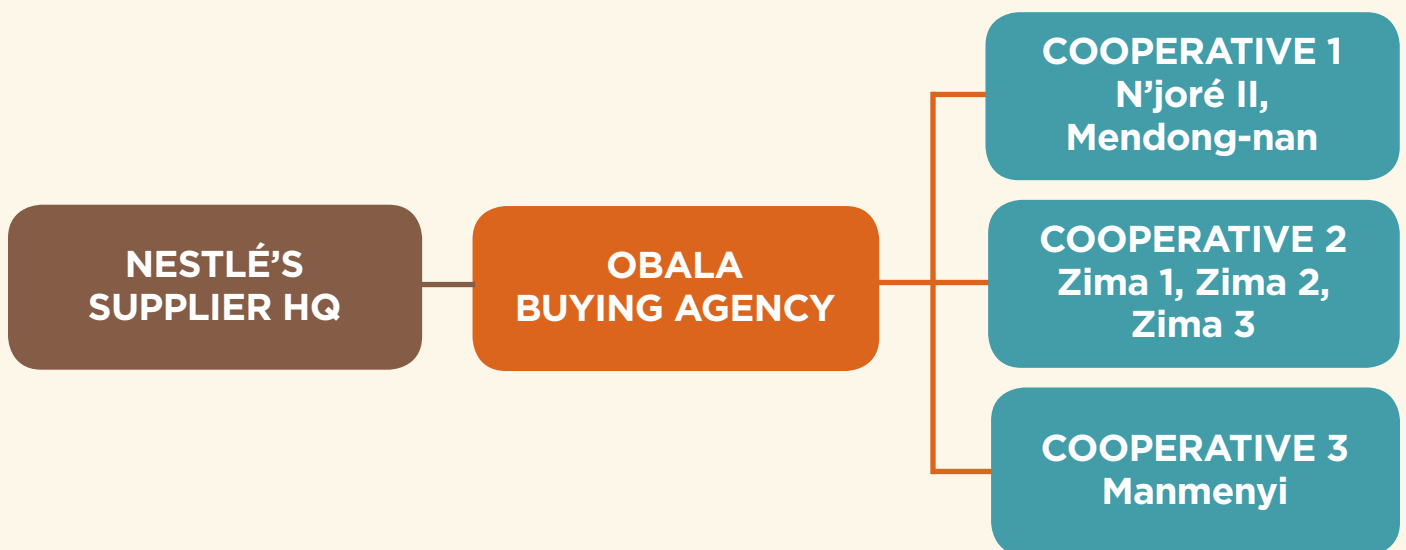 NESTLÉ’S
SUPPLIER HQ
OBALA
BUYING AGENCY
COOPERATIVE 1
N’joré II,
Mendong-nan
COOPERATIVE 2
Zima 1, Zima 2,
Zima 3
COOPERATIVE 3
Manmenyi